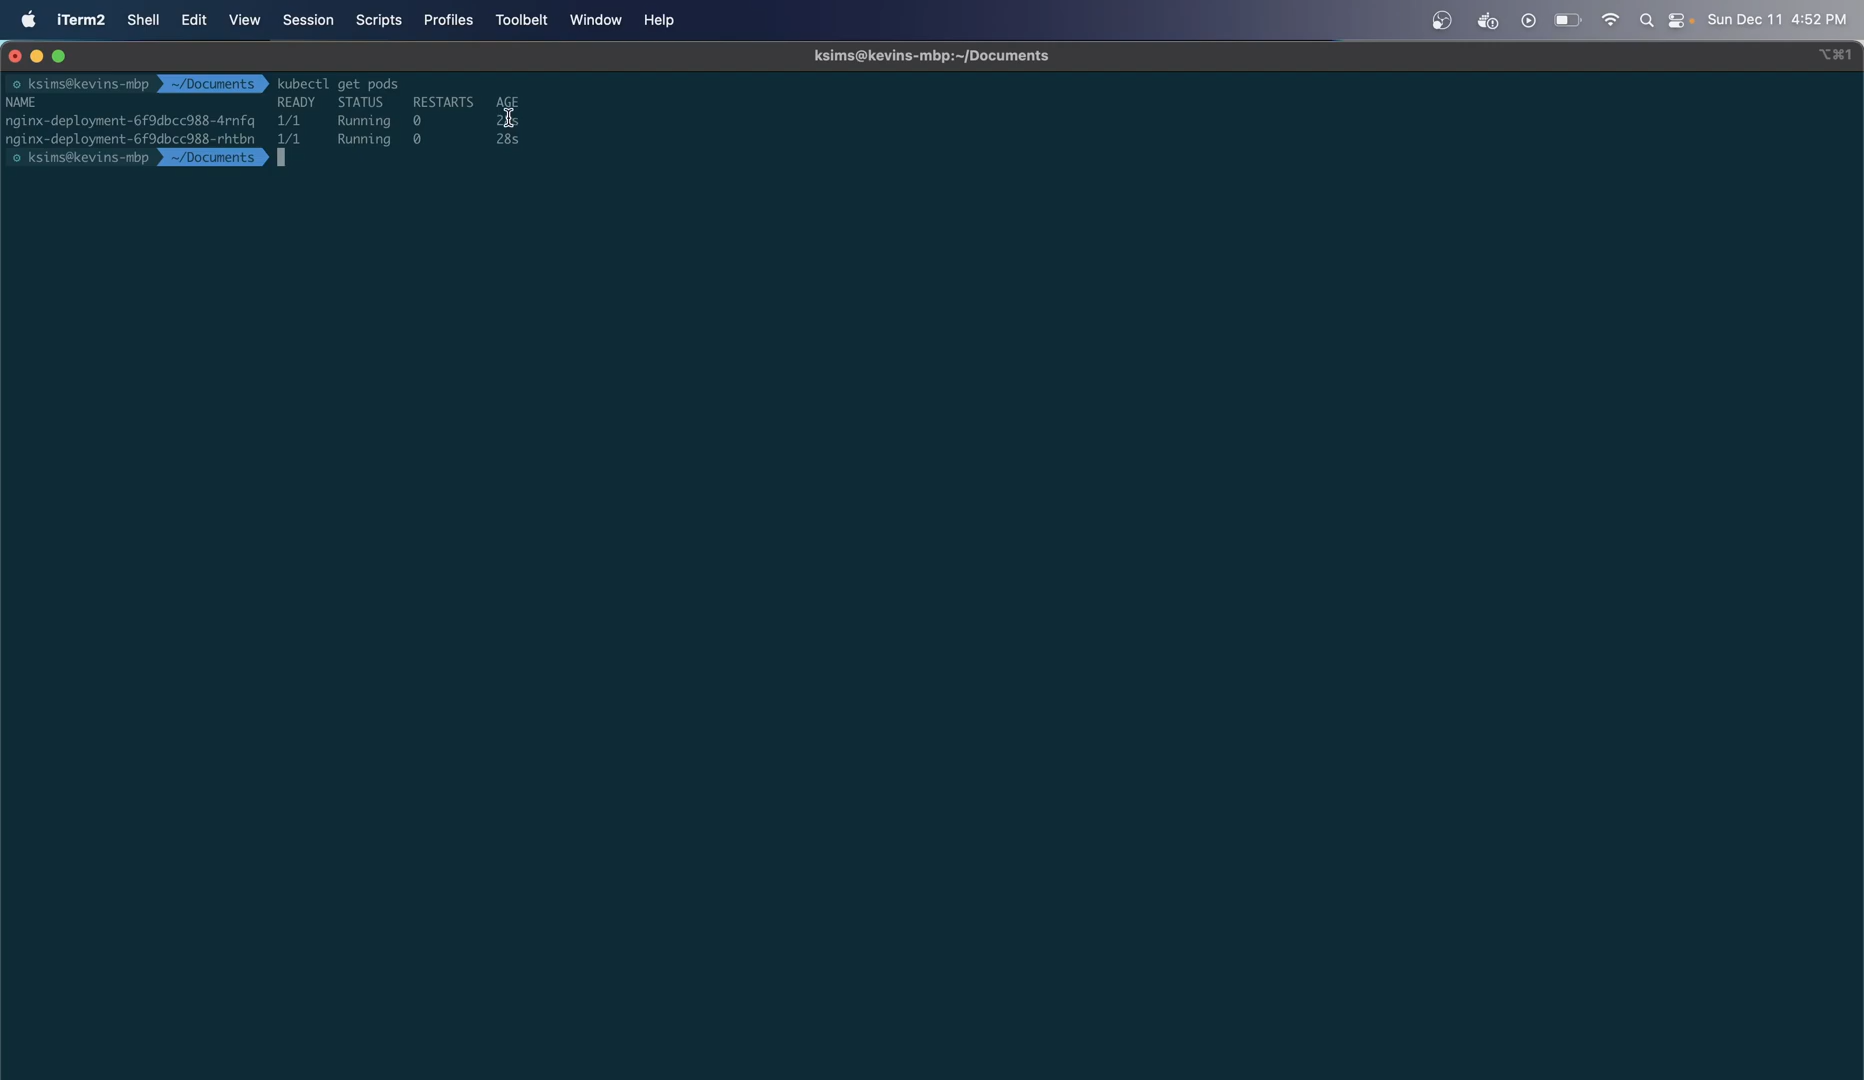 iTerm2 Shell Edit View Session Scripts Profiles Toolbelt Window Help Sun Dec 11 4:52 PM
ksims@kevins-mbp:~/Documents ⌥⌘1
ksims@kevins-mbp ~/Documents kubectl get pods
NAME READY STATUS RESTARTS AGE
nginx-deployment-6f9dbcc988-4rnfq 1/1 Running 0
nginx-deployment-6f9dbcc988-rhtbn 1/1 Running 0 28s
ksims@kevins-mbp ~/Documents